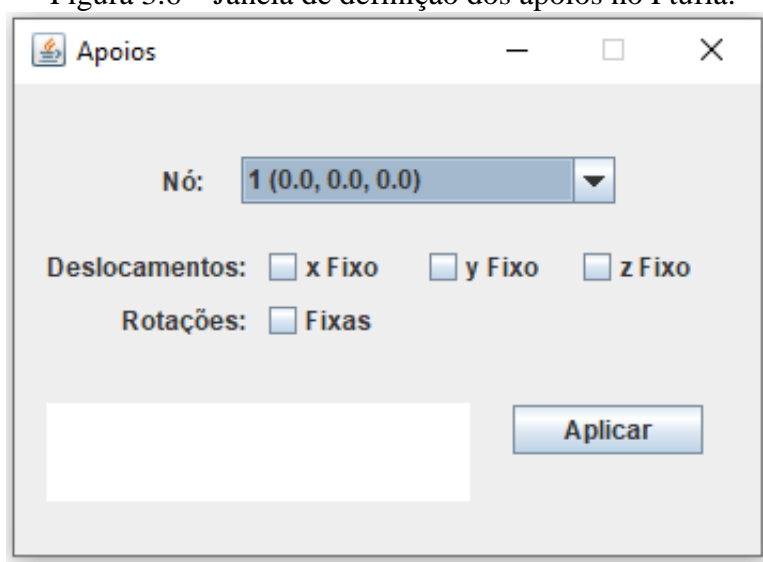 Apoios
Nó: 1 (0.0, 0.0, 0.0)
Deslocamentos: x Fixo y Fixo z Fixo
Rotações: Fixas
Aplicar